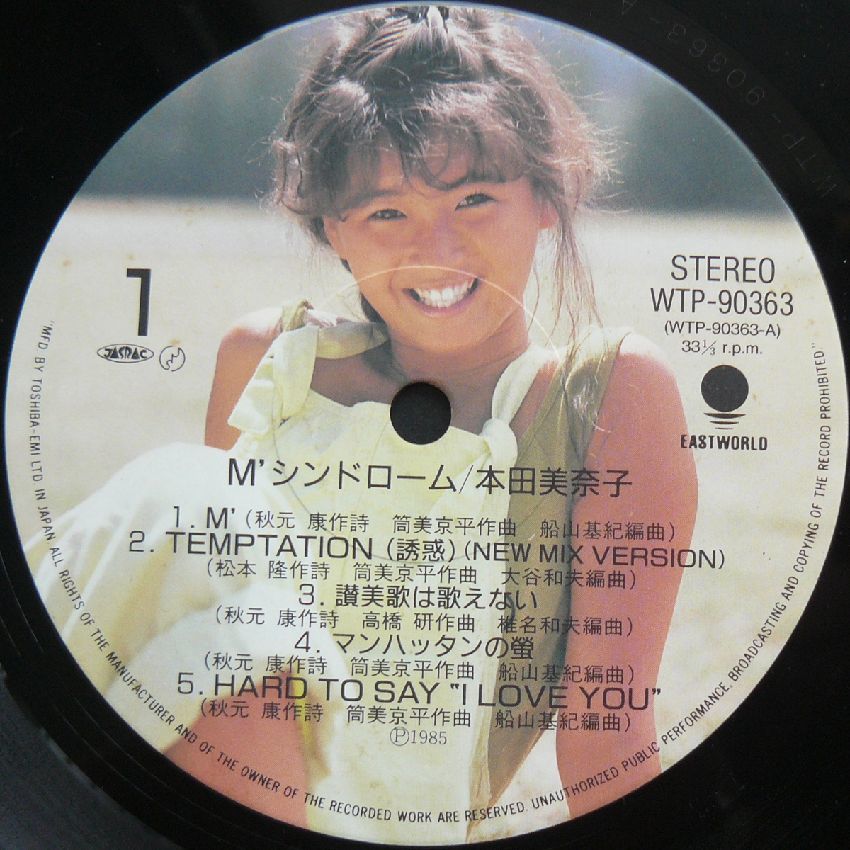 1
JASRAC
STEREO
WTP-90363
(WTP-90363-A)
33⅓ r.p.m.
EASTWORLD
M'シンドローム/本田美奈子
1. M' (秋元 康作詩 筒美京平作曲 船山基紀編曲)
2. TEMPTATION (誘惑) (NEW MIX VERSION)
(松本 隆作詩 筒美京平作曲 大谷和夫編曲)
3. 讃美歌は歌えない
(秋元 康作詩 高橋 研作曲 椎名和夫編曲)
4. マンハッタンの螢
(秋元 康作詩 筒美京平作曲 船山基紀編曲)
5. HARD TO SAY "I LOVE YOU"
(秋元 康作詩 筒美京平作曲 船山基紀編曲)
Ⓟ1985
"MFD BY TOSHIBA-EMI LTD. IN JAPAN ALL RIGHTS OF THE MANUFACTURER AND OF THE OWNER OF THE RECORDED WORK ARE RESERVED. UNAUTHORIZED PUBLIC PERFORMANCE, BROADCASTING AND COPYING OF THE RECORD PROHIBITED"